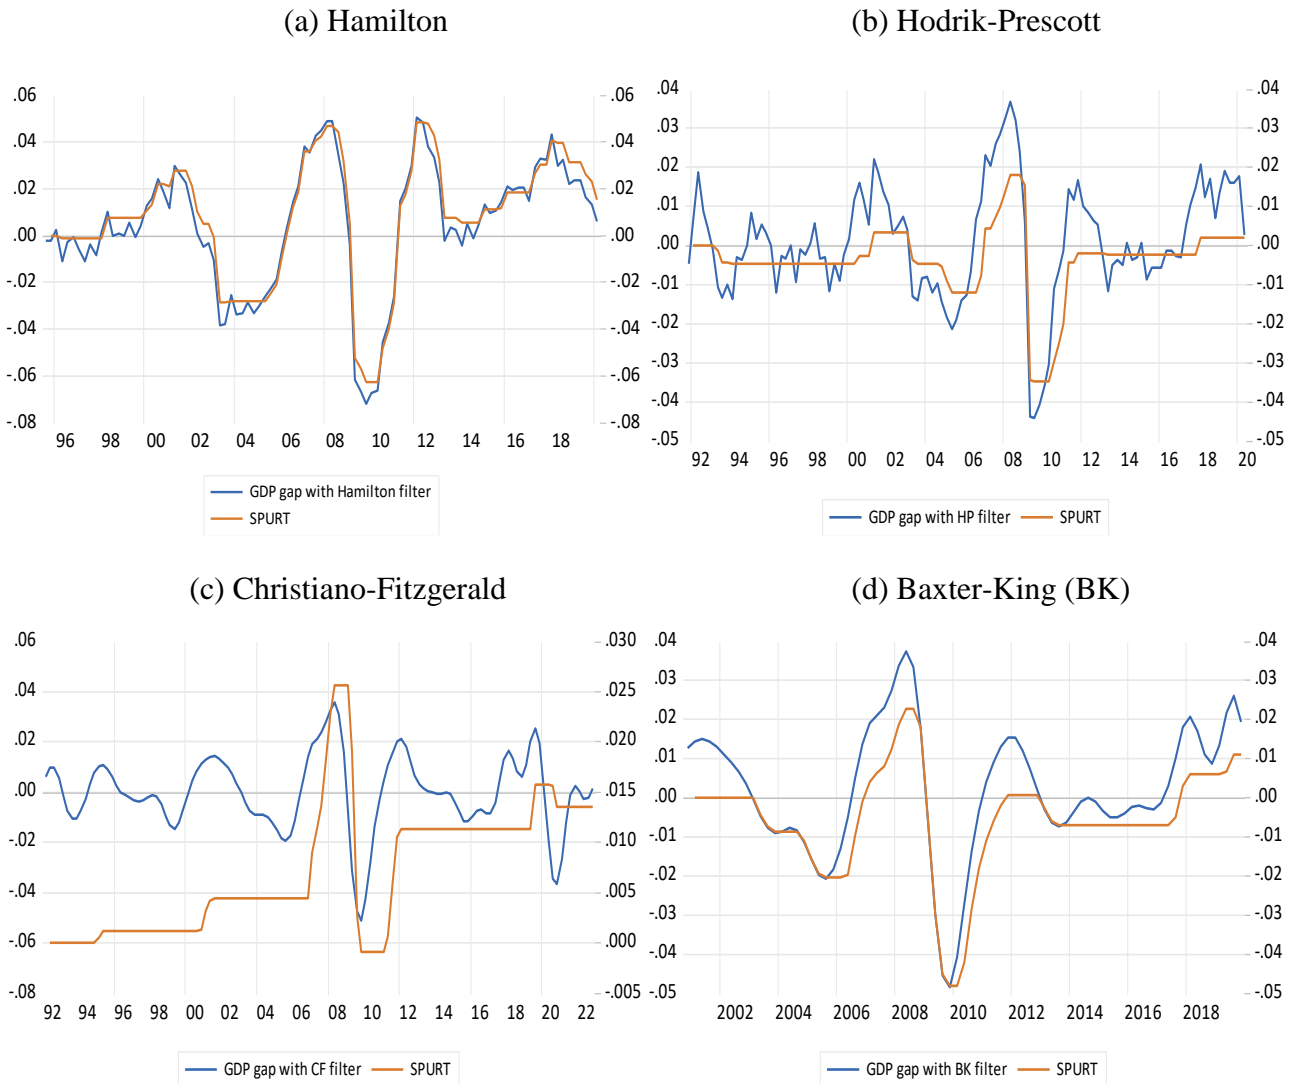 (a) Hamilton
(b) Hodrik-Prescott
.06 .06
.04 .04
.02 .02
.00 .00
-.02 -.02
-.04 -.04
-.06 -.06
-.08 -.08
96 98 00 02 04 06 08 10 12 14 16 18
GDP gap with Hamilton filter
SPURT
.04 .04
.03 .03
.02 .02
.01 .01
.00 .00
-.01 -.01
-.02 -.02
-.03 -.03
-.04 -.04
-.05 -.05
92 94 96 98 00 02 04 06 08 10 12 14 16 18 20
GDP gap with HP filter SPURT
(c) Christiano-Fitzgerald
(d) Baxter-King (BK)
.06 .030
.04 .025
.02 .020
.00 .015
-.02 .010
-.04 .005
-.06 .000
-.08 -.005
92 94 96 98 00 02 04 06 08 10 12 14 16 18 20 22
GDP gap with CF filter SPURT
.04 .04
.03 .03
.02 .02
.01 .01
.00 .00
-.01 -.01
-.02 -.02
-.03 -.03
-.04 -.04
-.05 -.05
2002 2004 2006 2008 2010 2012 2014 2016 2018
GDP gap with BK filter SPURT